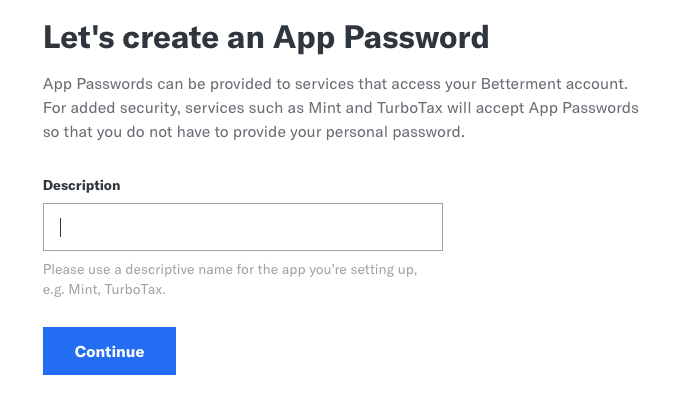 Let's create an App Password
App Passwords can be provided to services that access your Betterment account.
For added security, services such as Mint and TurboTax will accept App Passwords
so that you do not have to provide your personal password.
Description
Please use a descriptive name for the app you're setting up,
e.g. Mint, TurboTax.
Continue